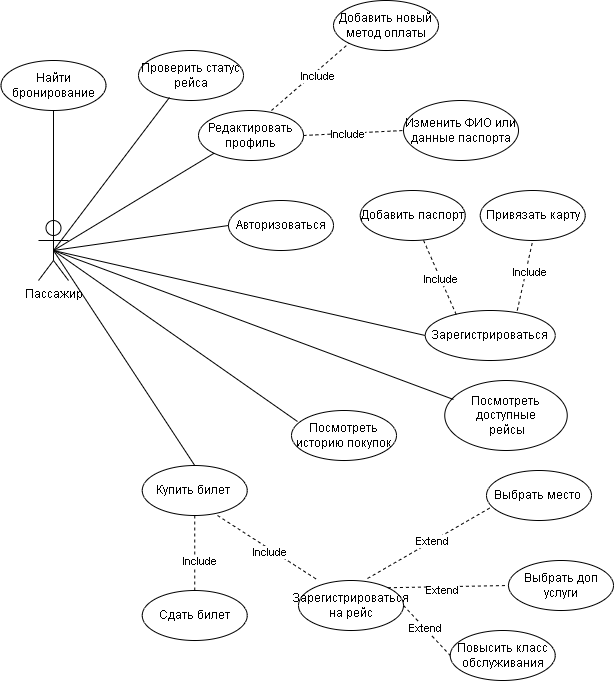 Добавить новый
метод оплаты
Найти
бронирование
Проверить статус
рейса
Include
Редактировать
профиль
Include
Изменить ФИО или
данные паспорта
Авторизоваться
Добавить паспорт
Привязать карту
Include
Include
Пассажир
Зарегистрироваться
Посмотреть
доступные
рейсы
Посмотреть
историю покупок
Купить билет
Выбрать место
Include
Include
Extend
Сдать билет
Зарегистрироваться
на рейс
Extend
Выбрать доп
услуги
Extend
Повысить класс
обслуживания